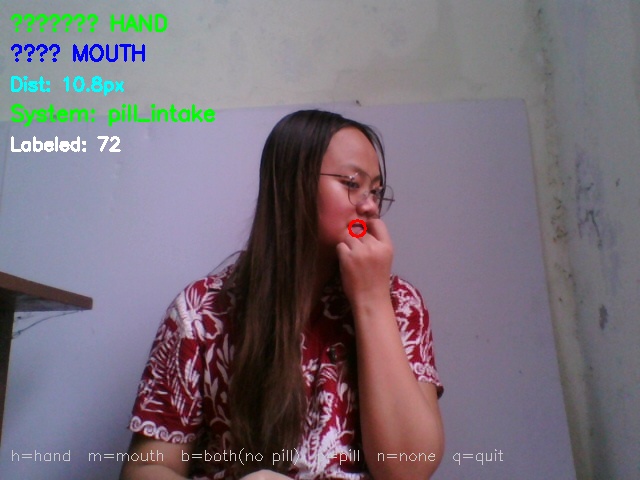 ??????? HAND
???? MOUTH
Dist: 10.8px
System: pill_intake
Labeled: 72
h=hand m=mouth b=both(no pill) =pill n=none q=quit